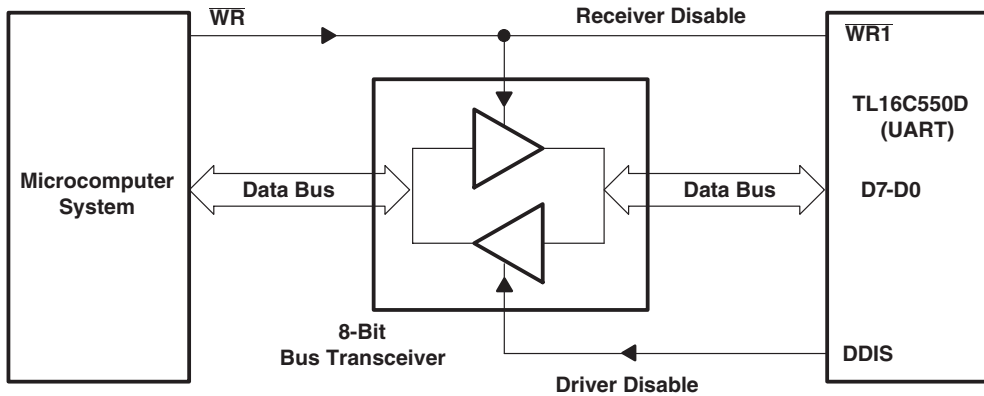 WR
Receiver Disable
WR1
TL16C550D
(UART)
Microcomputer
System
Data Bus
Data Bus
D7-D0
8-Bit
Bus Transceiver
DDIS
Driver Disable